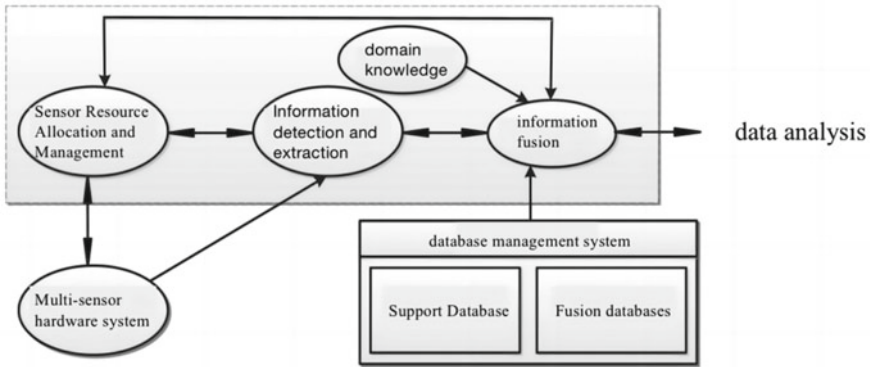 domain
knowledge
Sensor Resource
Allocation and
Management
Information
detection and
extraction
information
fusion
data analysis
database management system
Multi-sensor
hardware system
Support Database
Fusion databases